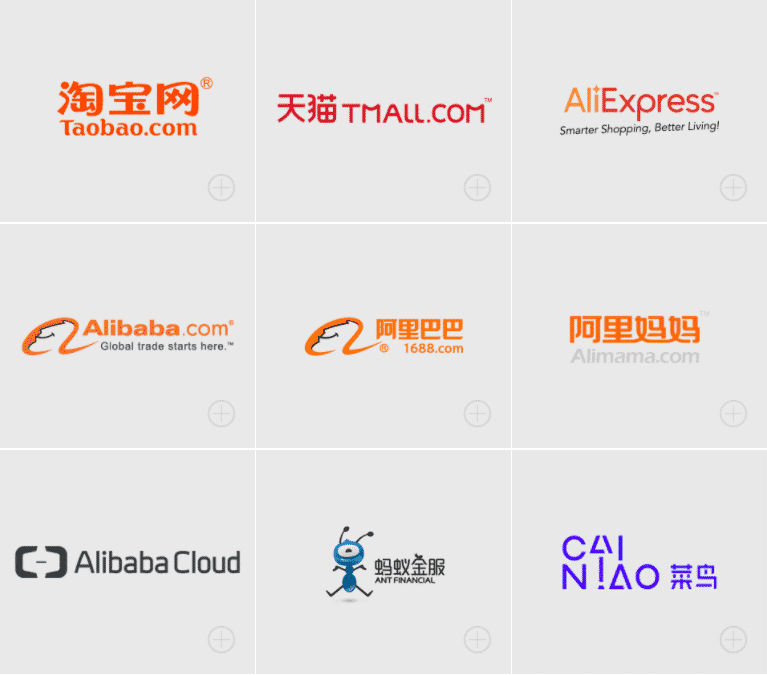 淘宝网®
Taobao.com
天猫 TMALL.COM™
AliExpress™
Smarter Shopping, Better Living!
Alibaba.com®
Global trade starts here.™
阿里巴巴
® 1688.com
阿里妈妈™
Alimama.com
Alibaba Cloud
蚂蚁金服
ANT FINANCIAL
CAI
NIAO 菜鸟